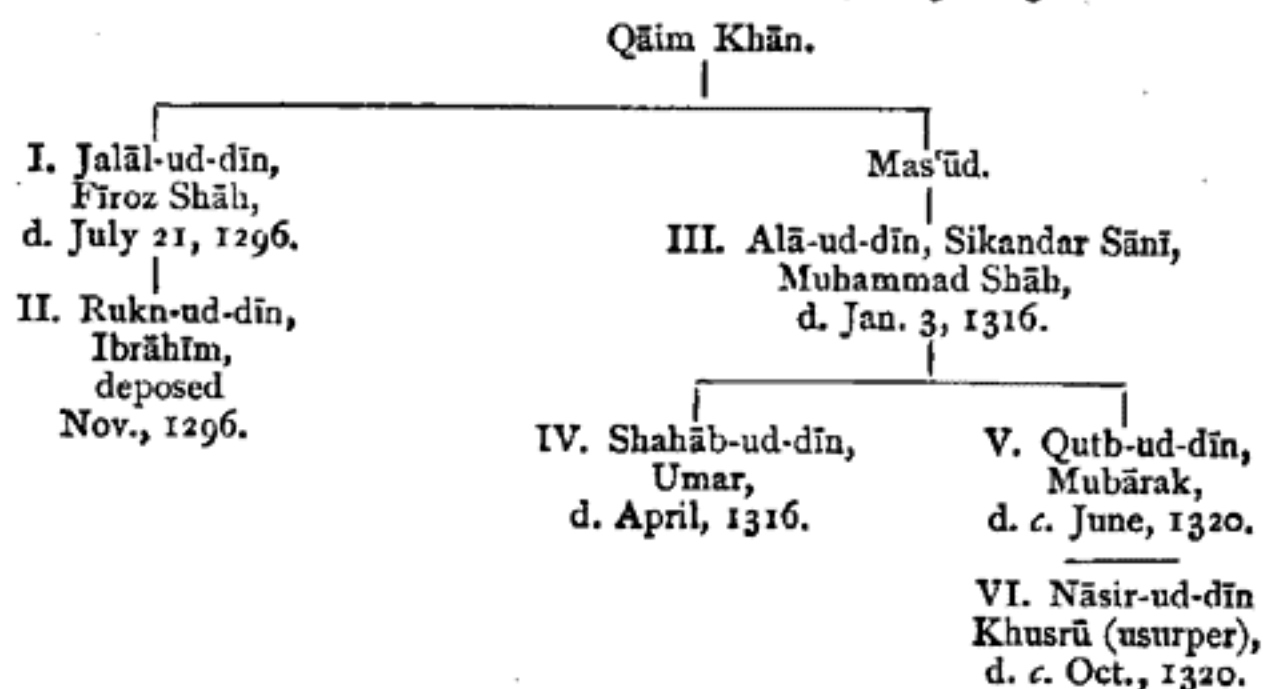 Qāim Khān.
I. Jalāl-ud-dīn,
Fīroz Shāh,
d. July 21, 1296.
II. Rukn-ud-dīn,
Ibrāhīm,
deposed
Nov., 1296.
Mas‘ūd.
III. Alā-ud-dīn, Sikandar Sānī,
Muhammad Shāh,
d. Jan. 3, 1316.
IV. Shahāb-ud-dīn,
Umar,
d. April, 1316.
V. Qutb-ud-dīn,
Mubārak,
d. c. June, 1320.
VI. Nāsir-ud-dīn
Khusrū (usurper),
d. c. Oct., 1320.